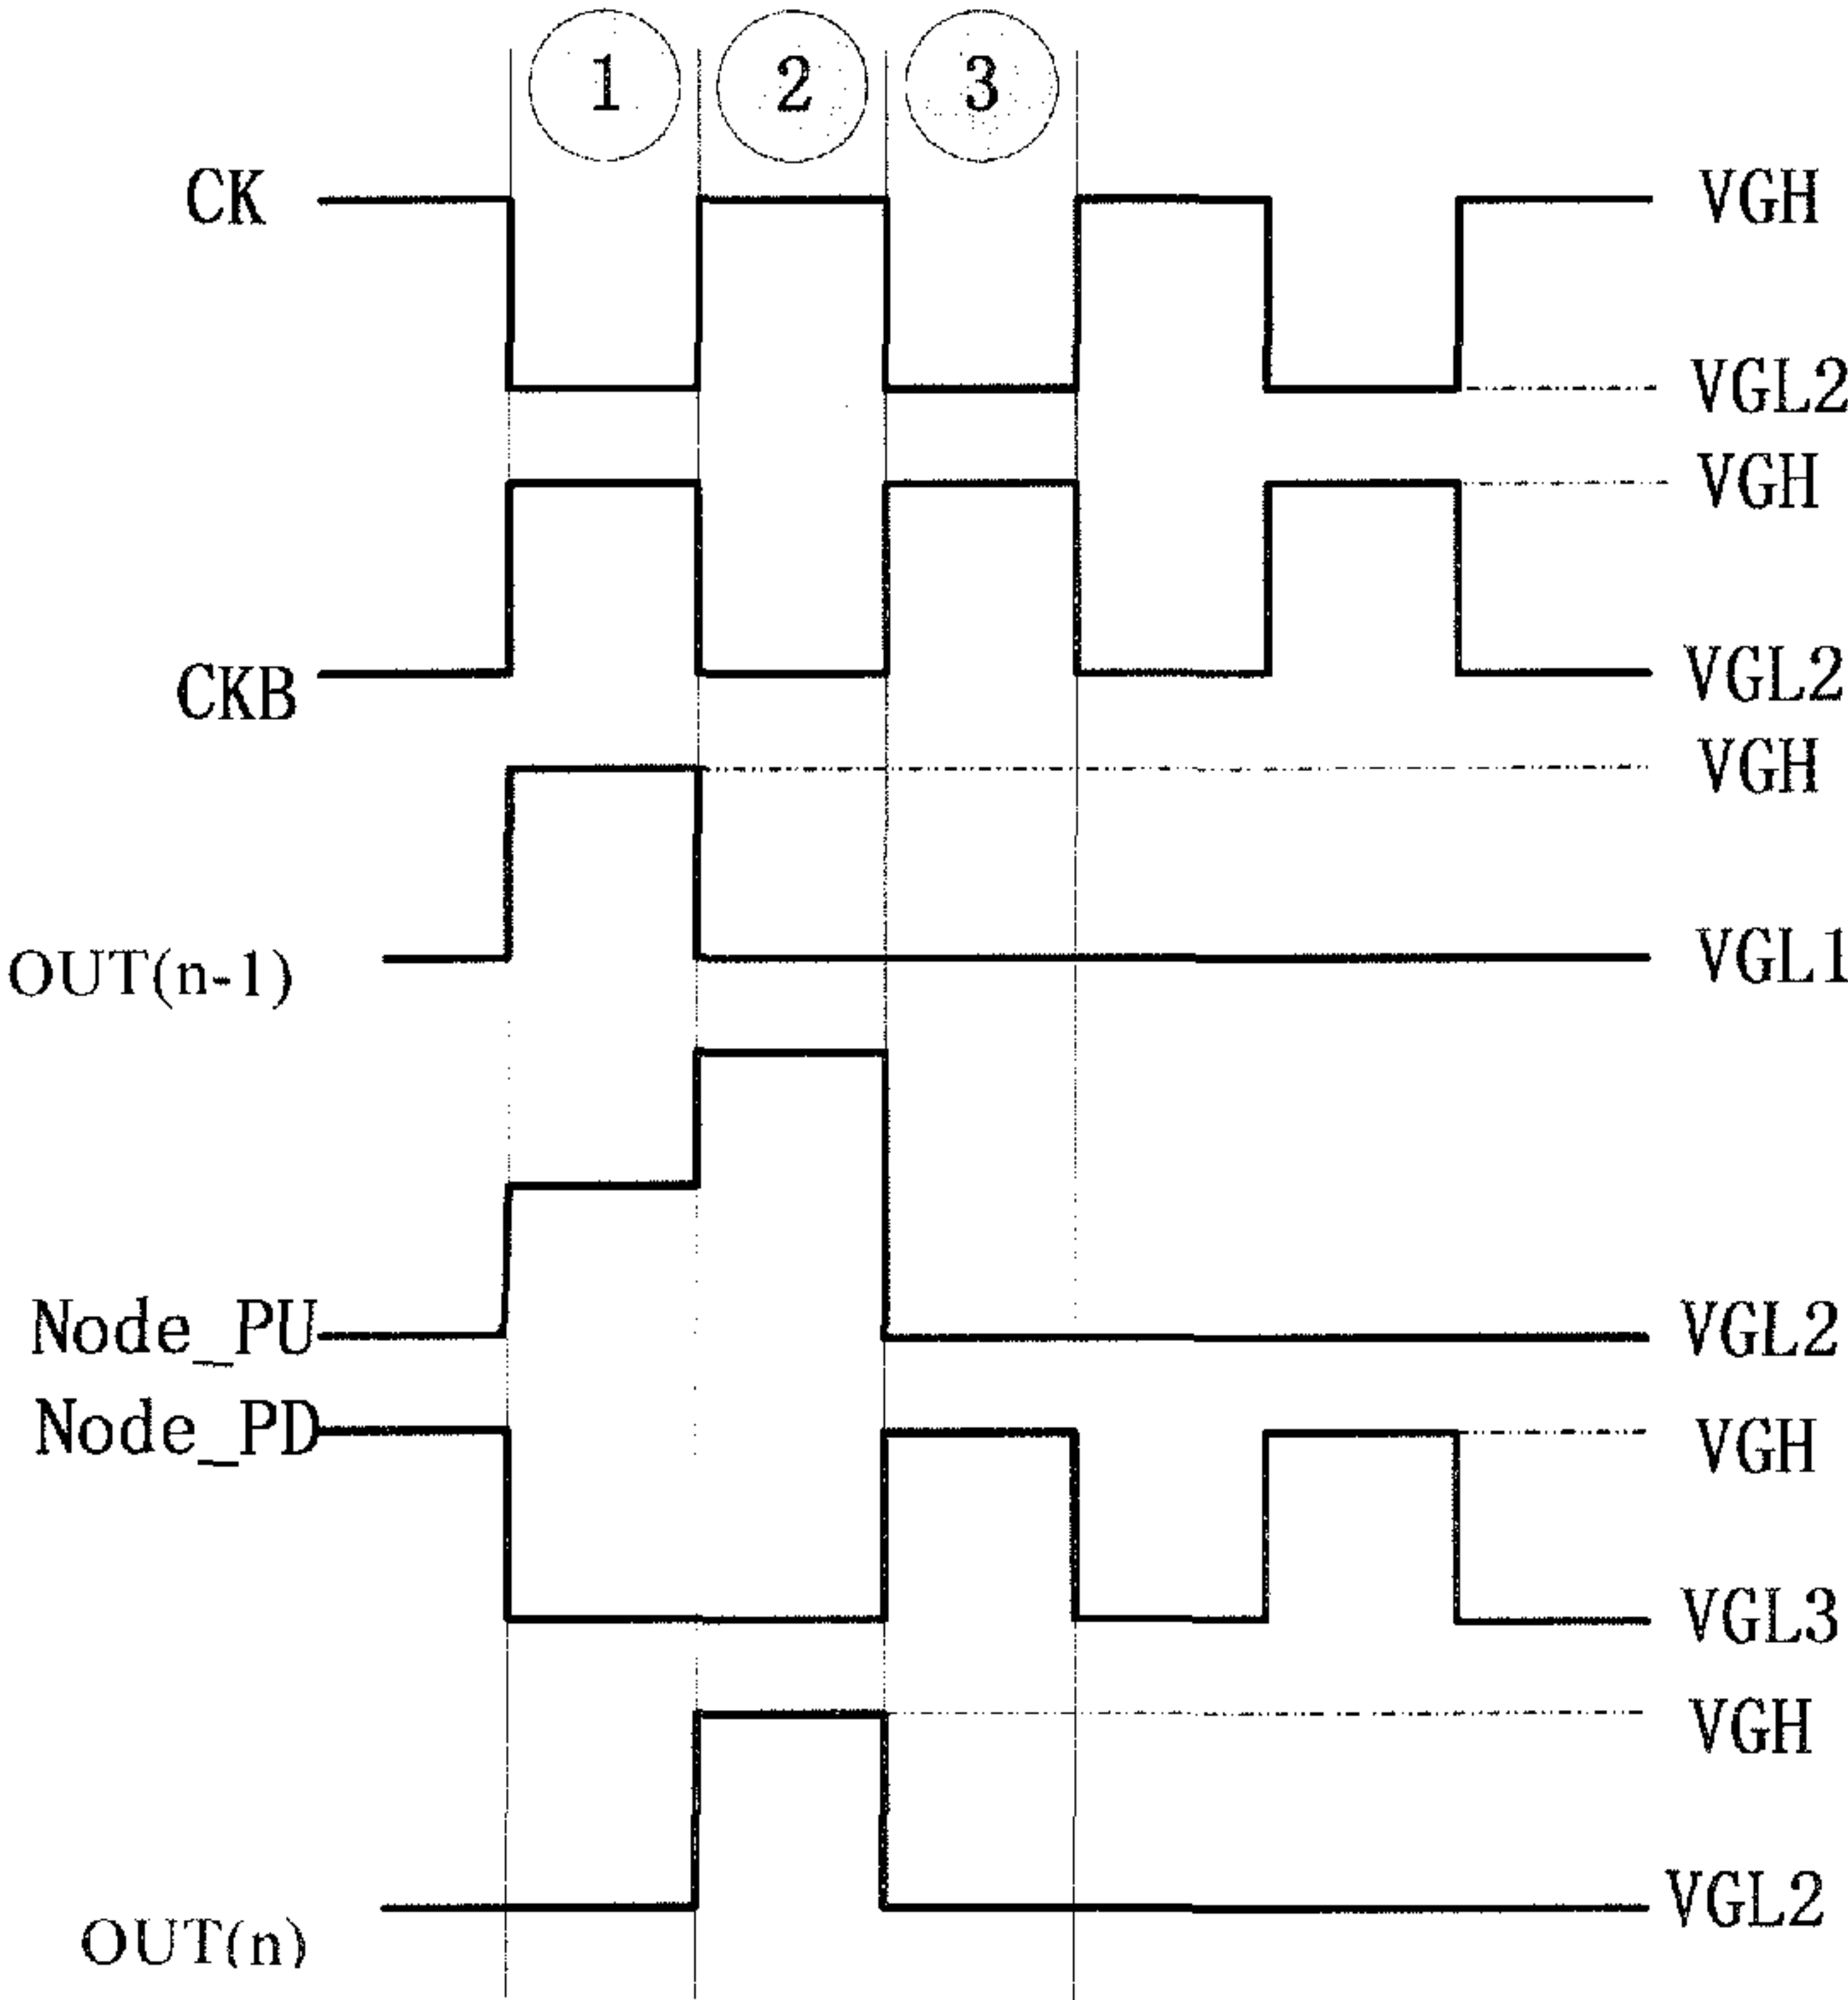 1 2 3
CK VGH
VGL2
VGH
CKB VGL2
VGH
OUT(n-1) VGL1
Node_PU VGL2
Node_PD VGH
VGL3
VGH
OUT(n) VGL2